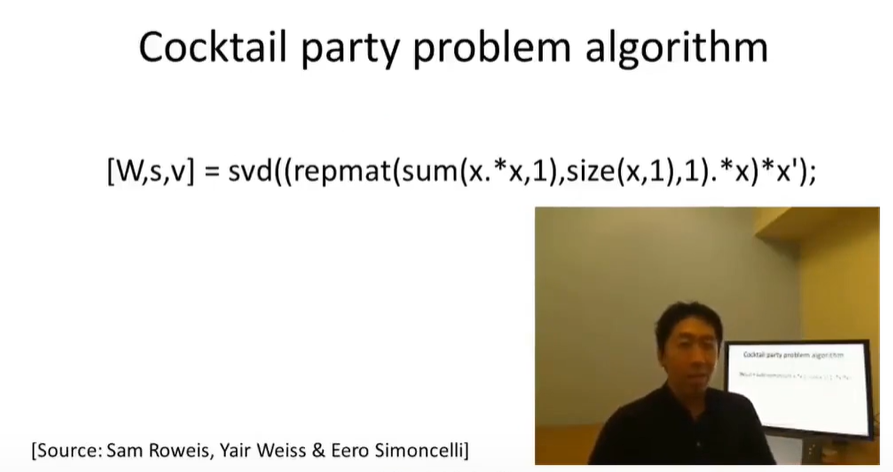 Cocktail party problem algorithm
[W,s,v] = svd((repmat(sum(x.*x,1),size(x,1),1).*x)*x');
Cocktail party problem algorithm
[Source: Sam Roweis, Yair Weiss & Eero Simoncelli]